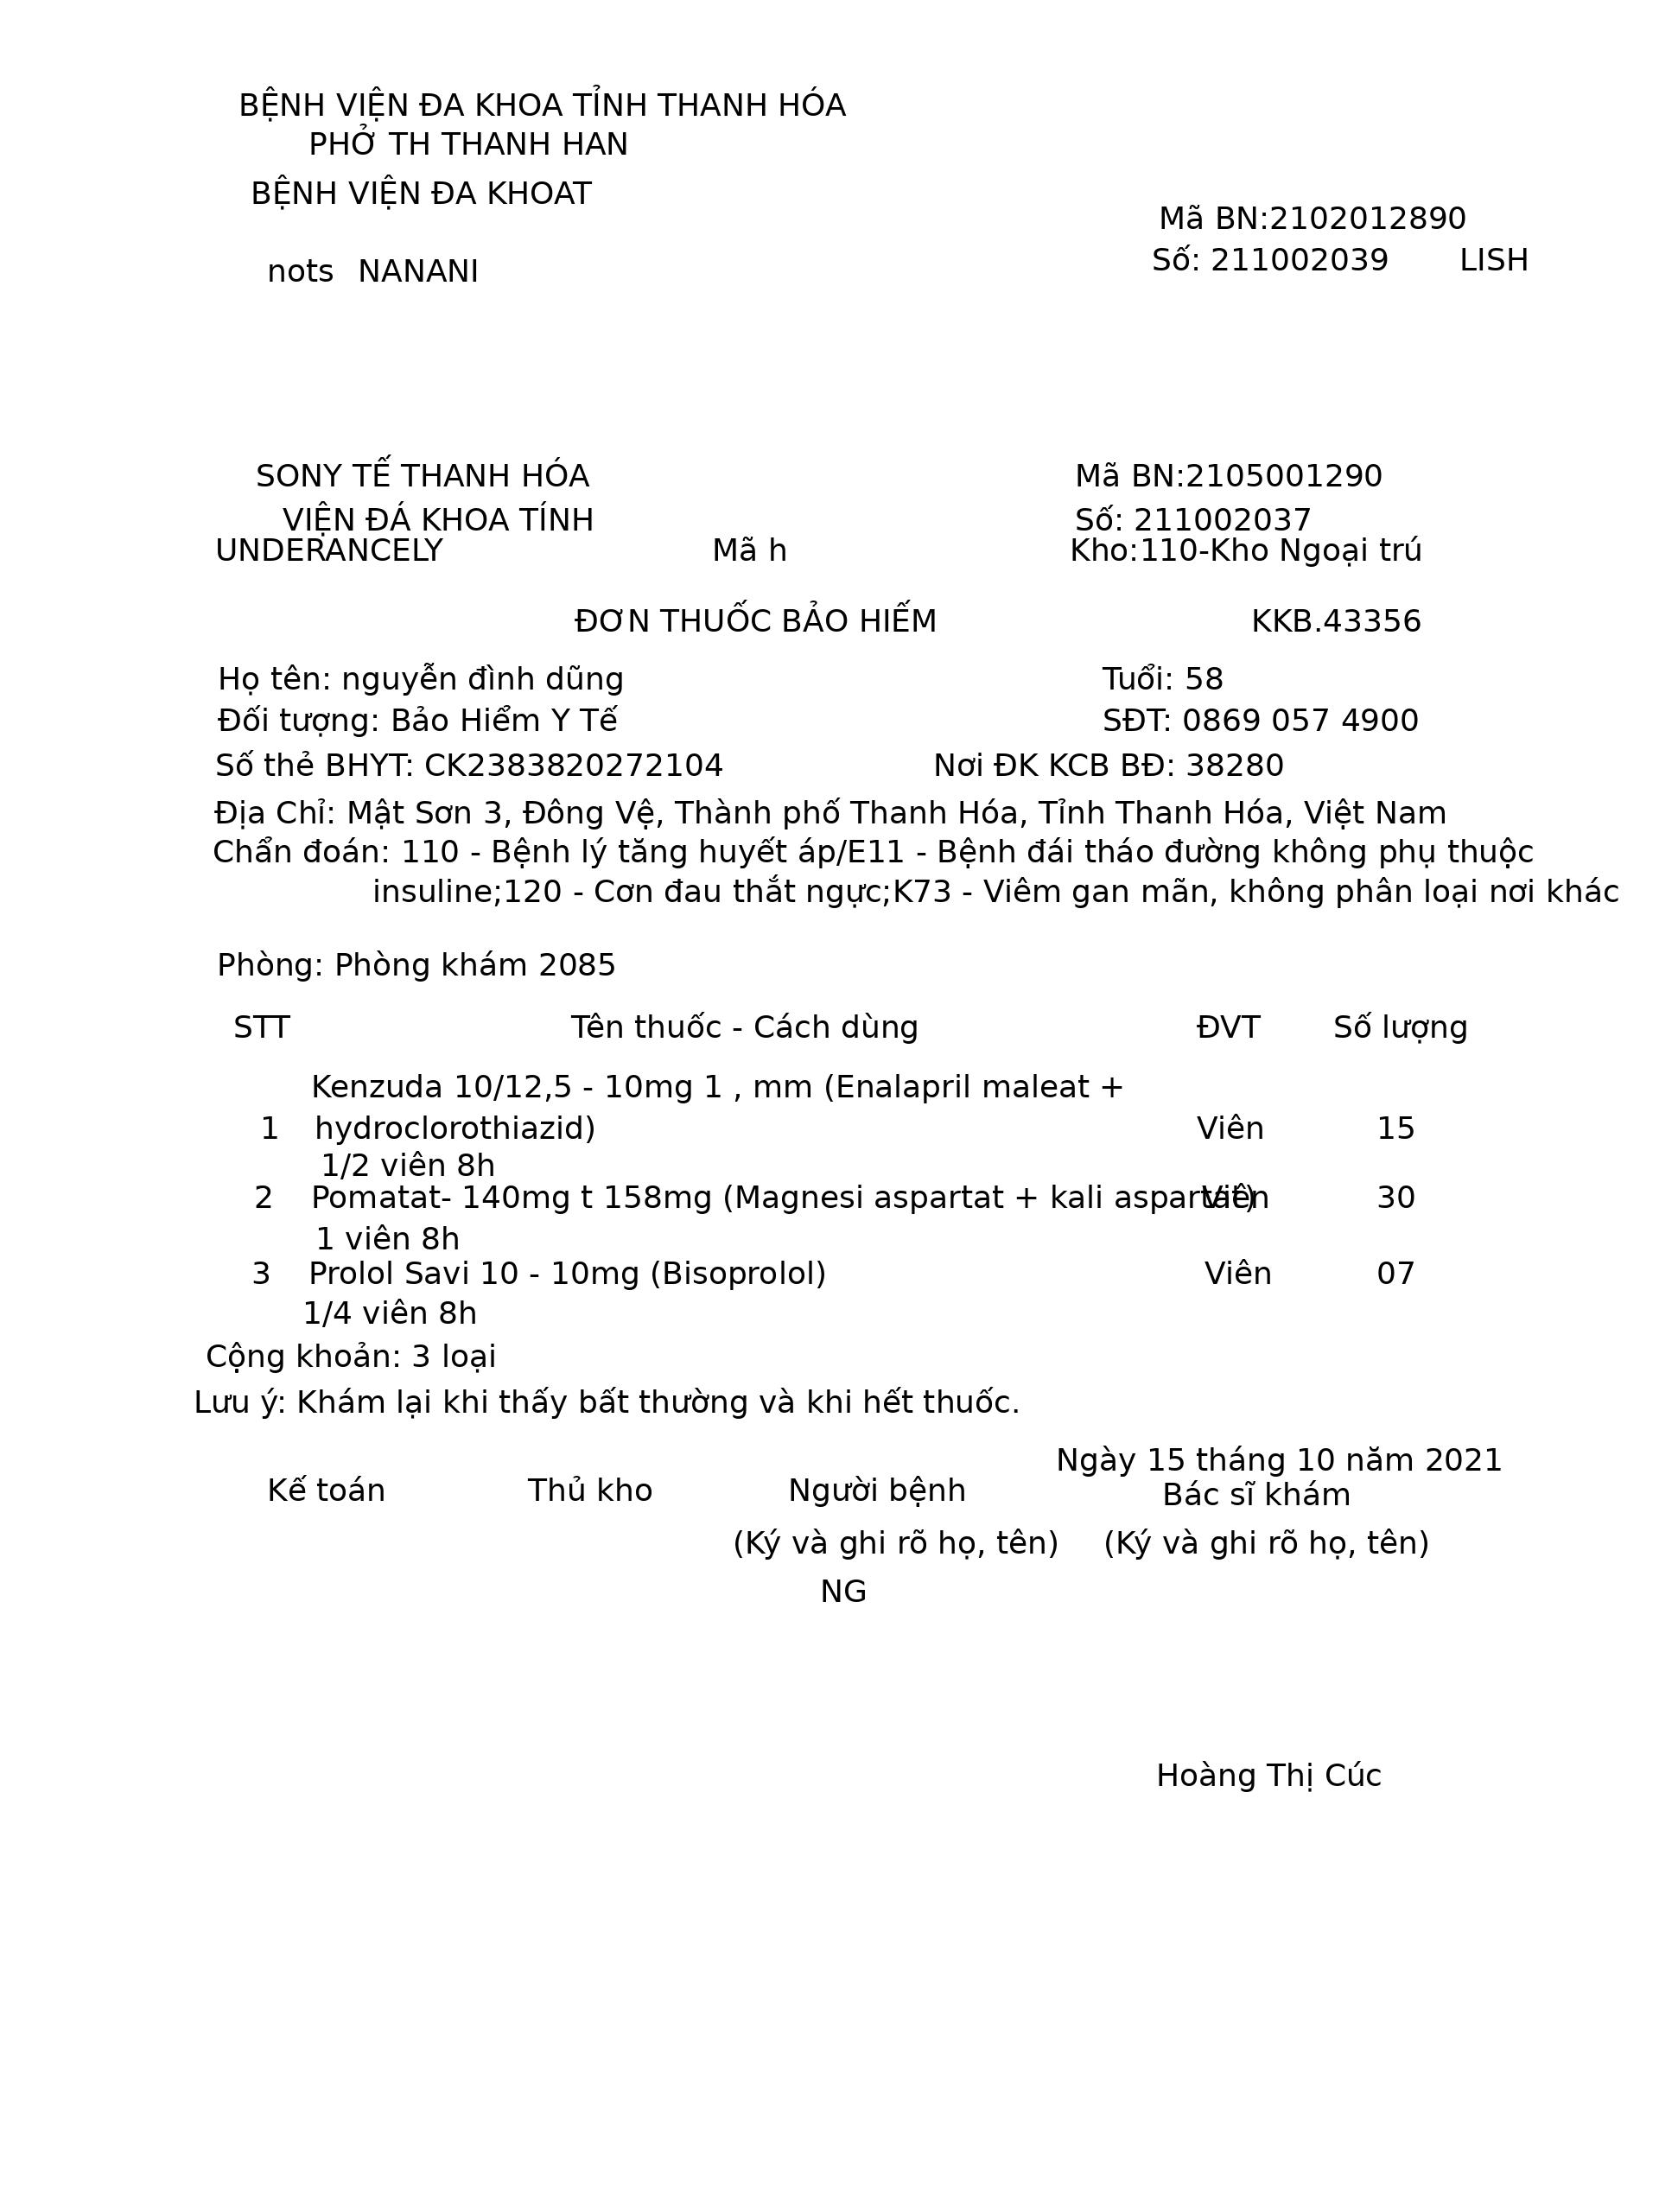 BỆNH VIỆN ĐA KHOA TỈNH THANH HÓA
PHỞ TH THANH HAN
BỆNH VIỆN ĐA KHOAT
Mã BN:2102012890
Số: 211002039 LISH
nots NANANI
SONY TẾ THANH HÓA Mã BN:2105001290
VIỆN ĐÁ KHOA TÍNH Số: 211002037
UNDERANCELY Mã h Kho:110-Kho Ngoại trú
ĐƠN THUỐC BẢO HIẾM KKB.43356
Họ tên: nguyễn đình dũng Tuổi: 58
Đối tượng: Bảo Hiểm Y Tế SĐT: 0869 057 4900
Số thẻ BHYT: CK2383820272104 Nơi ĐK KCB BĐ: 38280
Địa Chỉ: Mật Sơn 3, Đông Vệ, Thành phố Thanh Hóa, Tỉnh Thanh Hóa, Việt Nam
Chẩn đoán: 110 - Bệnh lý tăng huyết áp/E11 - Bệnh đái tháo đường không phụ thuộc
insuline;120 - Cơn đau thắt ngực;K73 - Viêm gan mãn, không phân loại nơi khác
Phòng: Phòng khám 2085
STT Tên thuốc - Cách dùng ĐVT Số lượng
Kenzuda 10/12,5 - 10mg 1 , mm (Enalapril maleat +
1 hydroclorothiazid) Viên 15
1/2 viên 8h
2 Pomatat- 140mg t 158mg (Magnesi aspartat + kali aspartat) Viên 30
1 viên 8h
3 Prolol Savi 10 - 10mg (Bisoprolol) Viên 07
1/4 viên 8h
Cộng khoản: 3 loại
Lưu ý: Khám lại khi thấy bất thường và khi hết thuốc.
Ngày 15 tháng 10 năm 2021
Kế toán Thủ kho Người bệnh Bác sĩ khám
(Ký và ghi rõ họ, tên) (Ký và ghi rõ họ, tên)
NG
Hoàng Thị Cúc